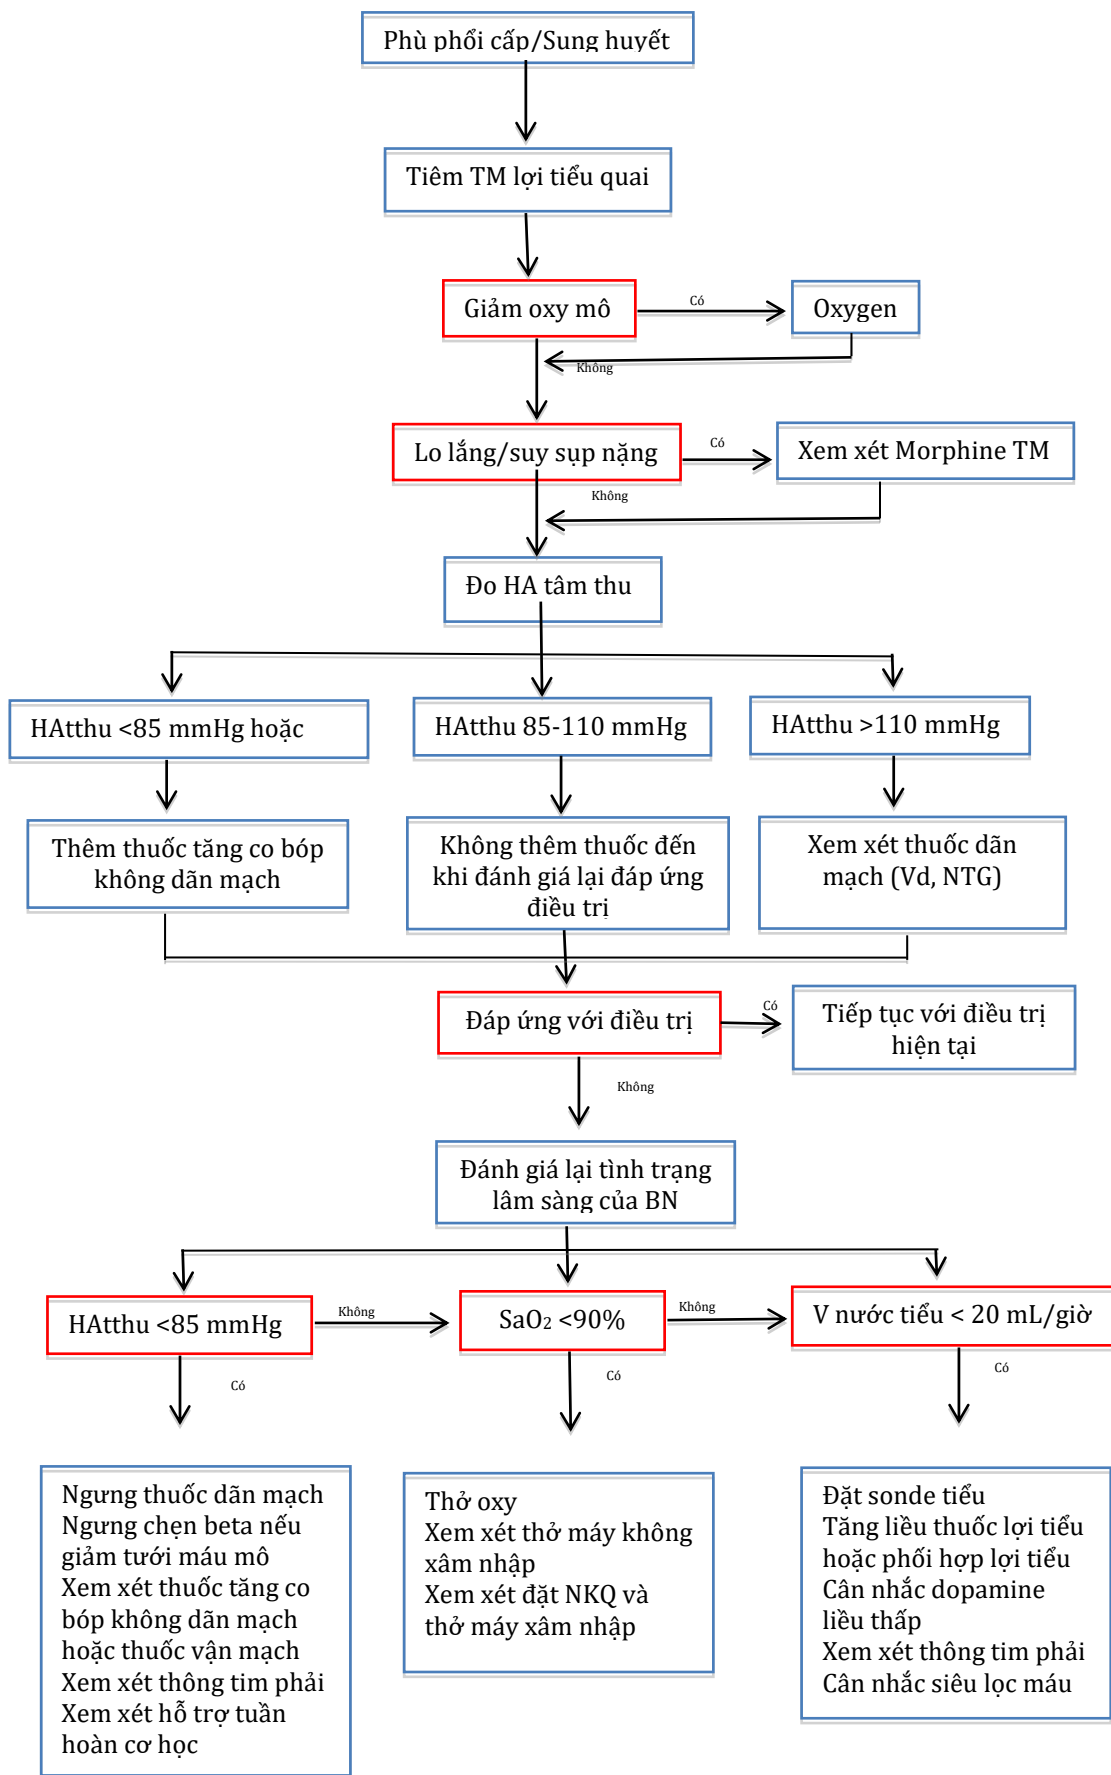 Phù phổi cấp/Sung huyết
Tiêm TM lợi tiểu quai
Giảm oxy mô
Có
Oxygen
Không
Lo lắng/suy sụp nặng
Có
Xem xét Morphine TM
Không
Đo HA tâm thu
HAtthu <85 mmHg hoặc
HAtthu 85-110 mmHg
HAtthu >110 mmHg
Thêm thuốc tăng co bóp
không dãn mạch
Không thêm thuốc đến
khi đánh giá lại đáp ứng
điều trị
Xem xét thuốc dãn
mạch (Vd, NTG)
Đáp ứng với điều trị
Có
Tiếp tục với điều trị
hiện tại
Không
Đánh giá lại tình trạng
lâm sàng của BN
HAtthu <85 mmHg
Không
SaO₂ <90%
Không
V nước tiểu < 20 mL/giờ
Có
Có
Có
Ngưng thuốc dãn mạch
Ngưng chẹn beta nếu
giảm tưới máu mô
Xem xét thuốc tăng co
bóp không dãn mạch
hoặc thuốc vận mạch
Xem xét thông tim phải
Xem xét hỗ trợ tuần
hoàn cơ học
Thở oxy
Xem xét thở máy không
xâm nhập
Xem xét đặt NKQ và
thở máy xâm nhập
Đặt sonde tiểu
Tăng liều thuốc lợi tiểu
hoặc phối hợp lợi tiểu
Cân nhắc dopamine
liều thấp
Xem xét thông tim phải
Cân nhắc siêu lọc máu